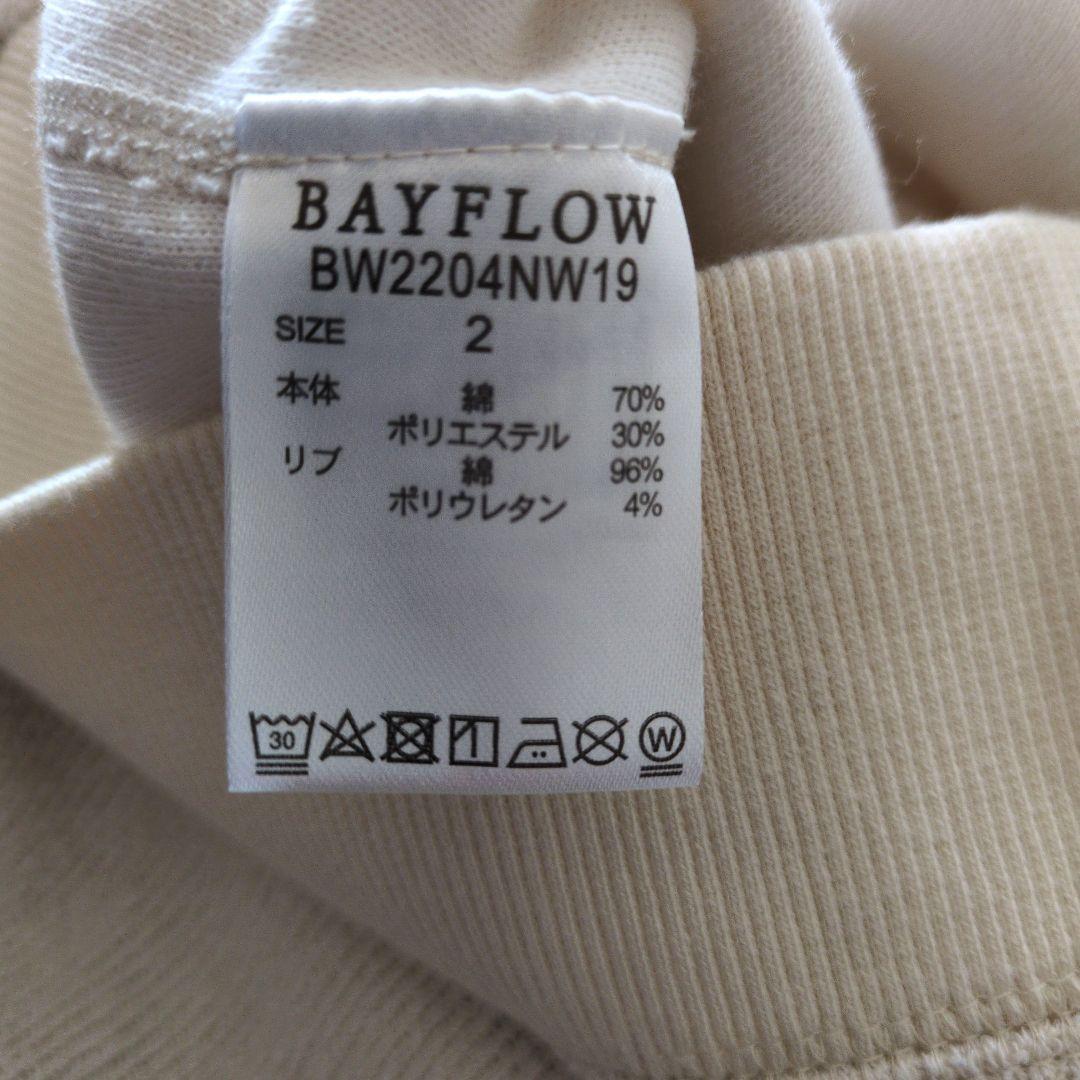 BAYFLOW
BW2204NW19
SIZE 2
本体 綿 70%
ポリエステル 30%
リブ 綿 96%
ポリウレタン 4%
30 W